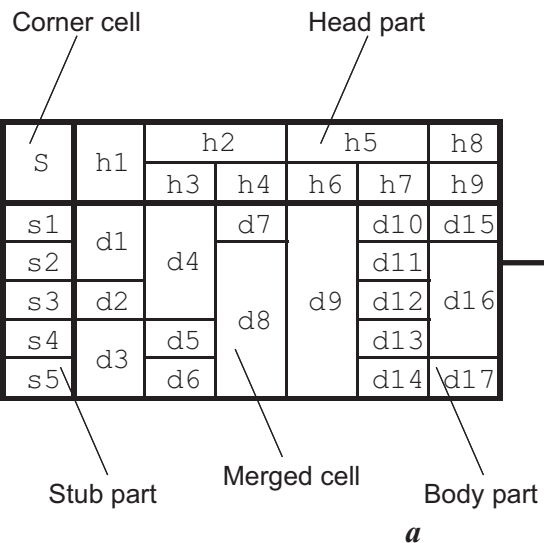 Corner cell Head part
S h1 h2 h5 h8
h3 h4 h6 h7 h9
s1 d1 d4 d7 d9 d10 d15
s2 d8 d11 d16
s3 d2 d12
s4 d3 d5 d13
s5 d6 d14 d17
Stub part Merged cell Body part
a